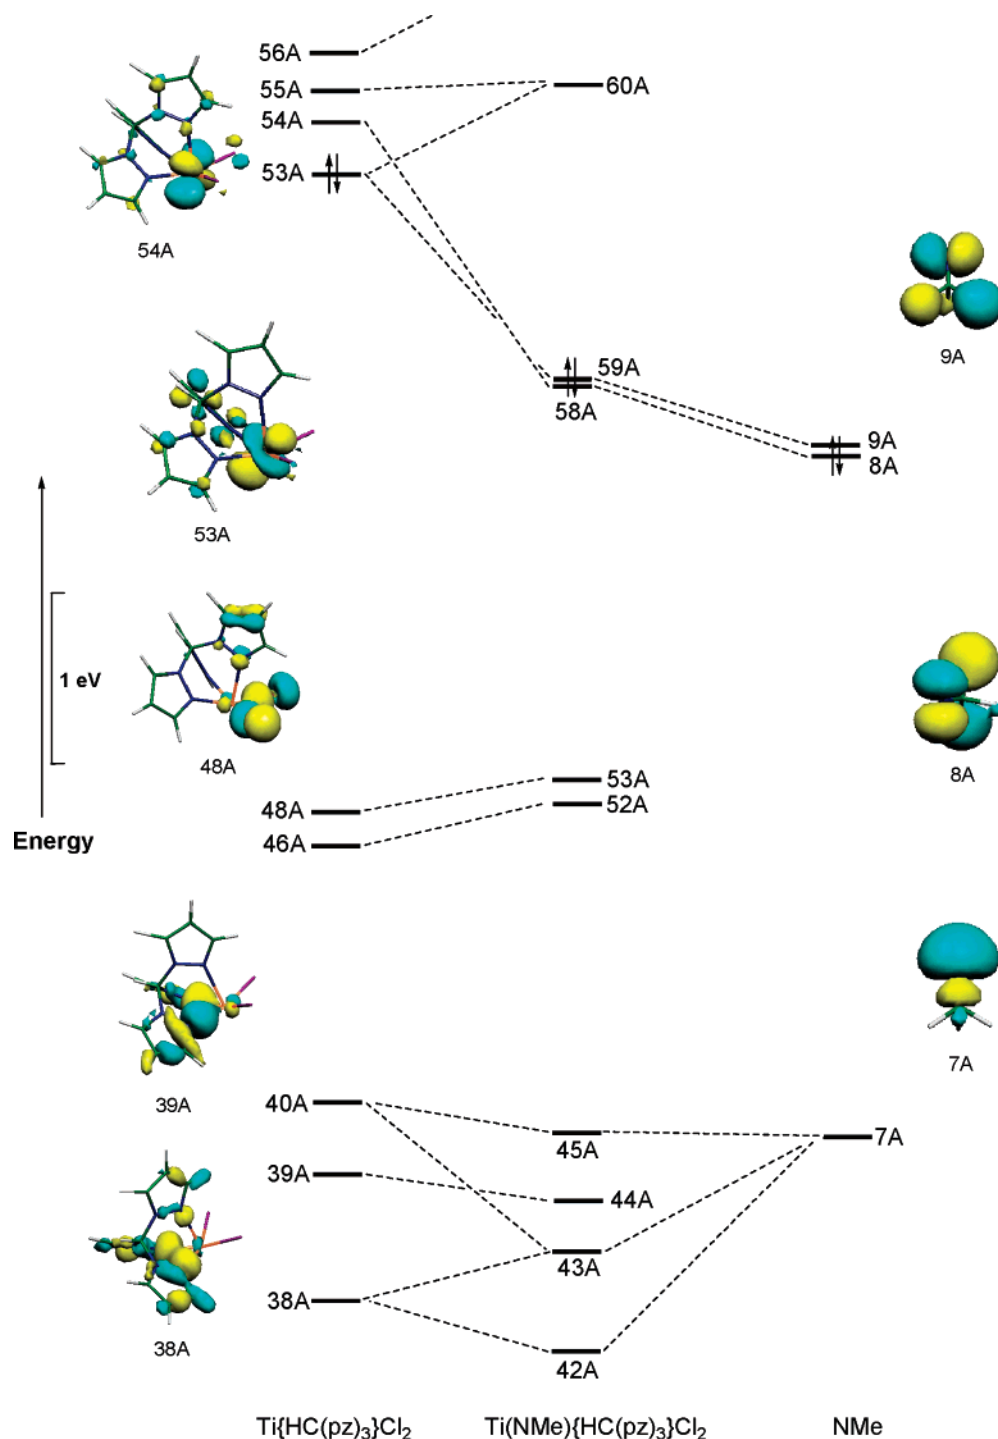 56A
55A
60A
54A
53A
54A
9A
59A
58A
9A
8A
53A
1 eV
48A
8A
53A
48A
52A
Energy
46A
7A
39A
40A
45A
7A
39A
44A
43A
38A
38A
42A
Ti{HC(pz)₃}Cl₂ Ti(NMe){HC(pz)₃}Cl₂ NMe